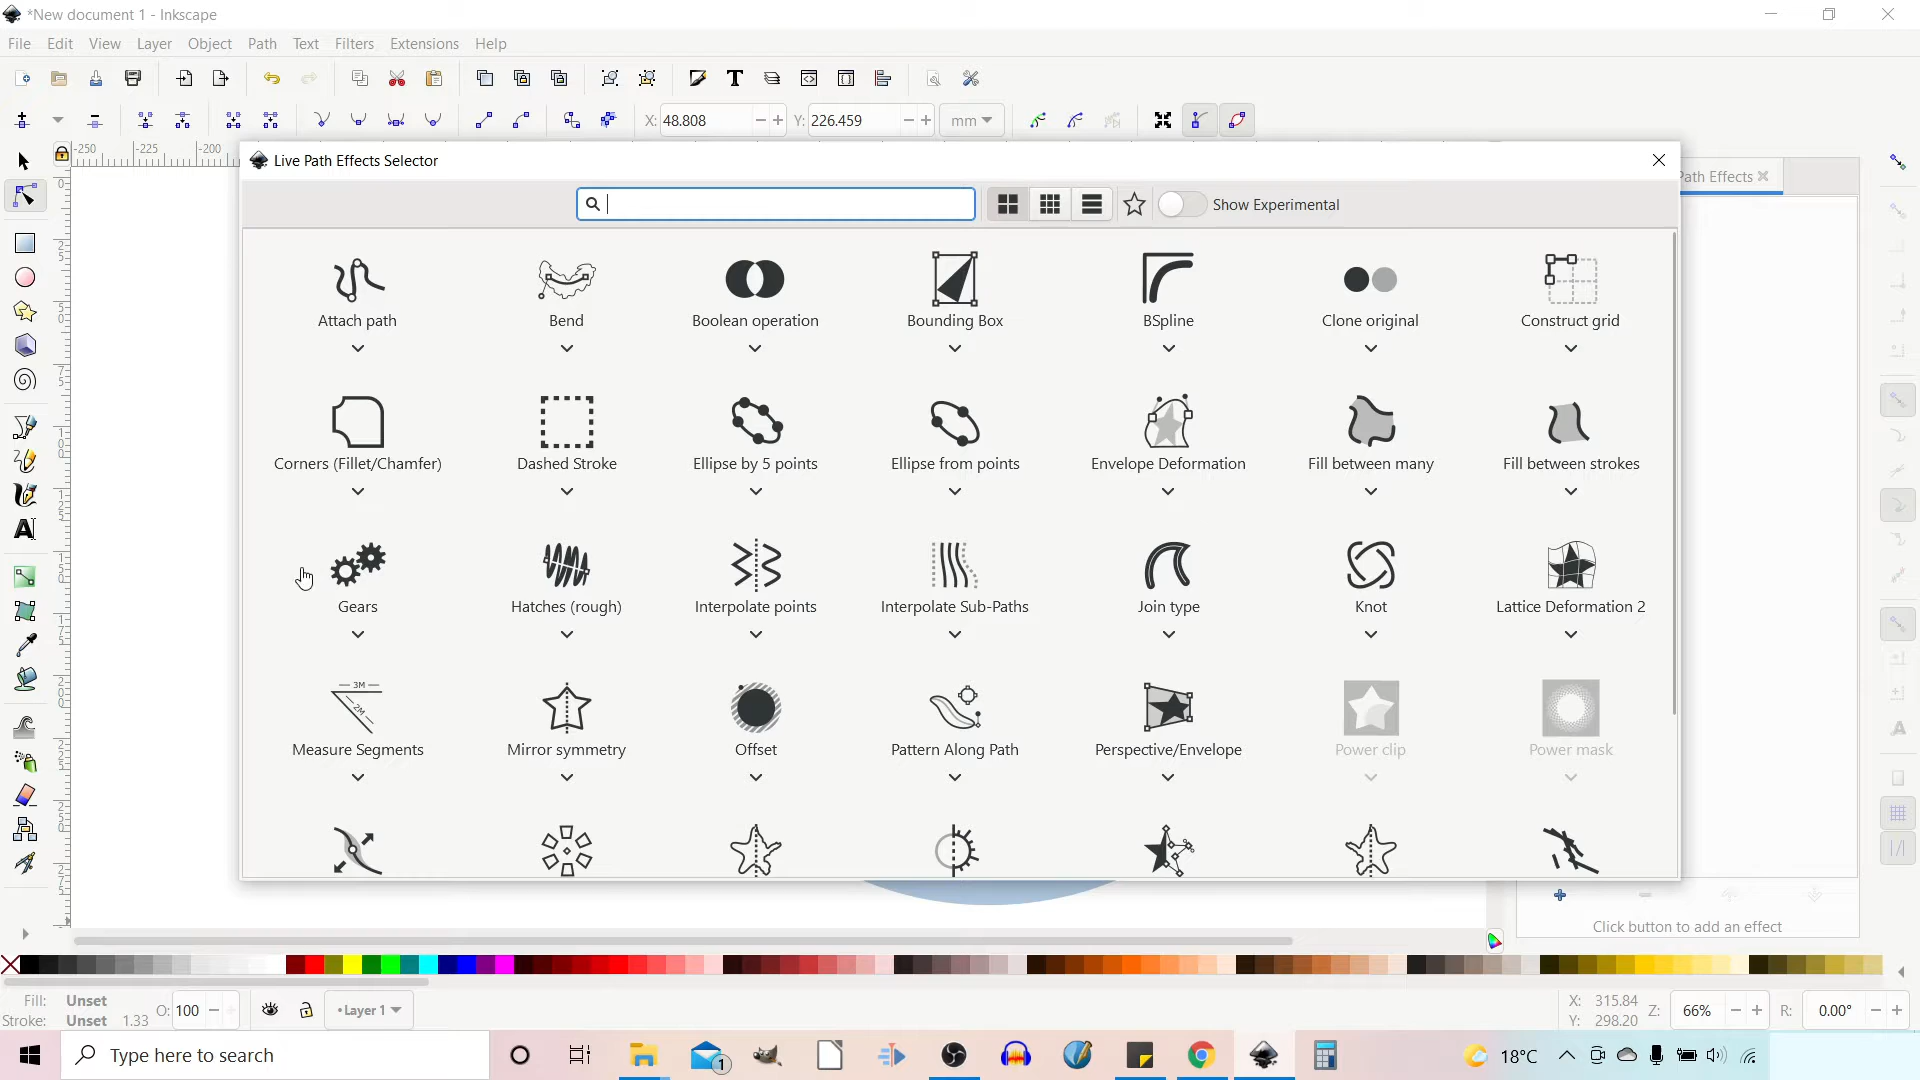 *New document 1 - Inkscape
File Edit View Layer Object Path Text Filters Extensions Help
X: 48.808 Y: 226.459 mm
-250 -225 -200
Live Path Effects Selector
Path Effects
Show Experimental
Attach path Bend Boolean operation Bounding Box BSpline Clone original Construct grid
Corners (Fillet/Chamfer) Dashed Stroke Ellipse by 5 points Ellipse from points Envelope Deformation Fill between many Fill between strokes
Gears Hatches (rough) Interpolate points Interpolate Sub-Paths Join type Knot Lattice Deformation 2
3M
2M
Measure Segments Mirror symmetry Offset Pattern Along Path Perspective/Envelope Power clip Power mask
Click button to add an effect
Fill: Unset O: 100 •Layer 1 X: 315.84 Z: 66% R: 0.00°
Stroke: Unset 1.33 Y: 298.20
Type here to search 1 18°C